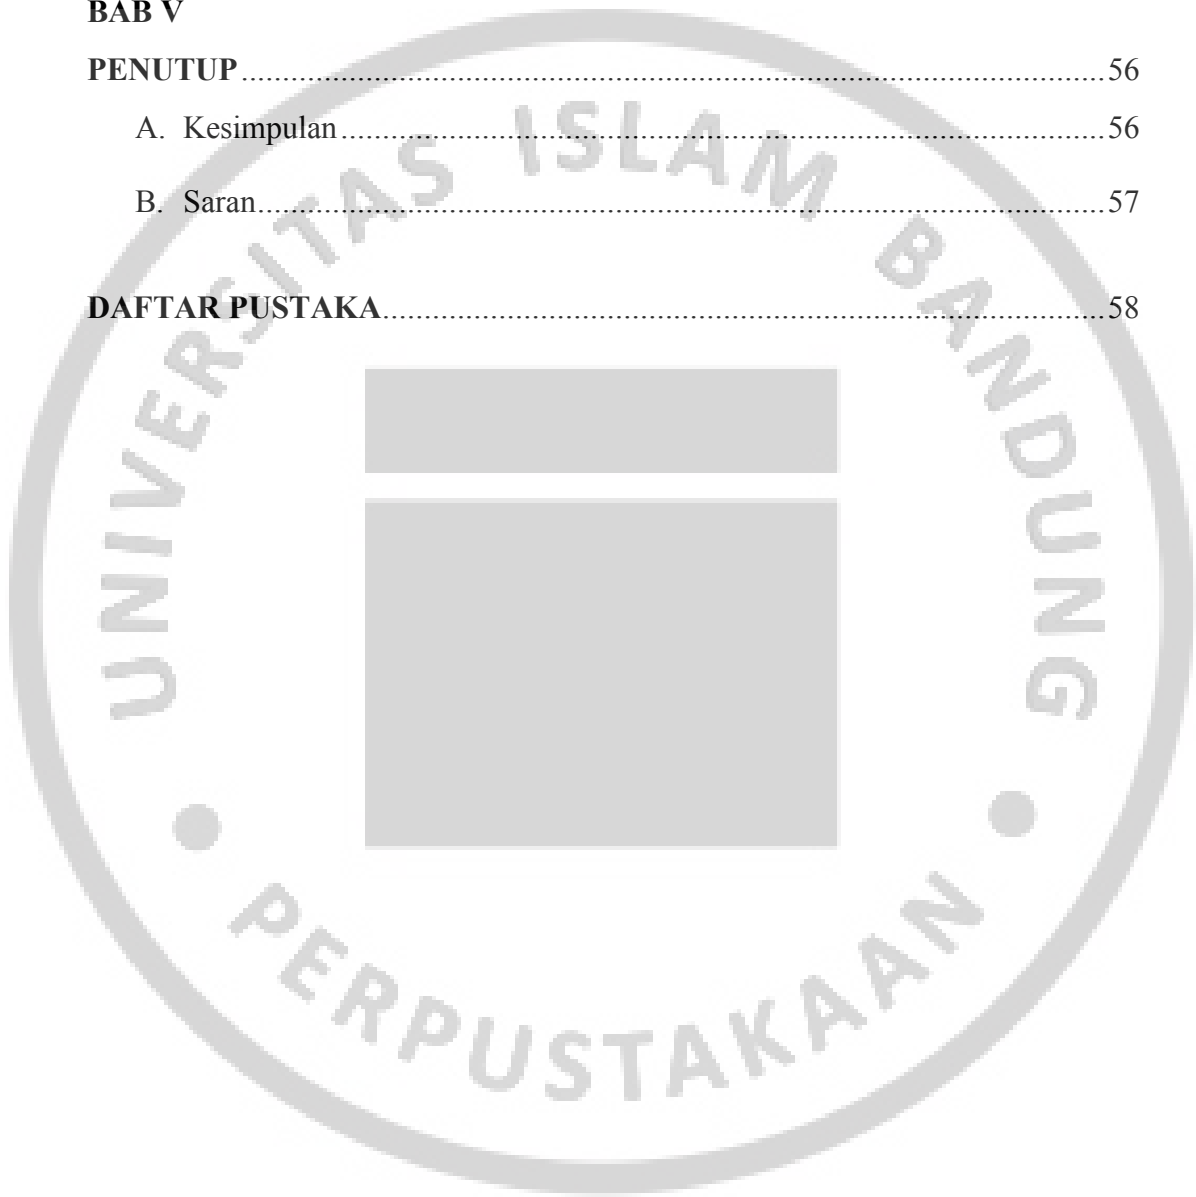 BAB V
PENUTUP........................................................................................................56
A. Kesimpulan............................................................................................56
B. Saran.......................................................................................................57
DAFTAR PUSTAKA.......................................................................................58
UNIVERSITAS ISLAM BANDUNG
PERPUSTAKAAN